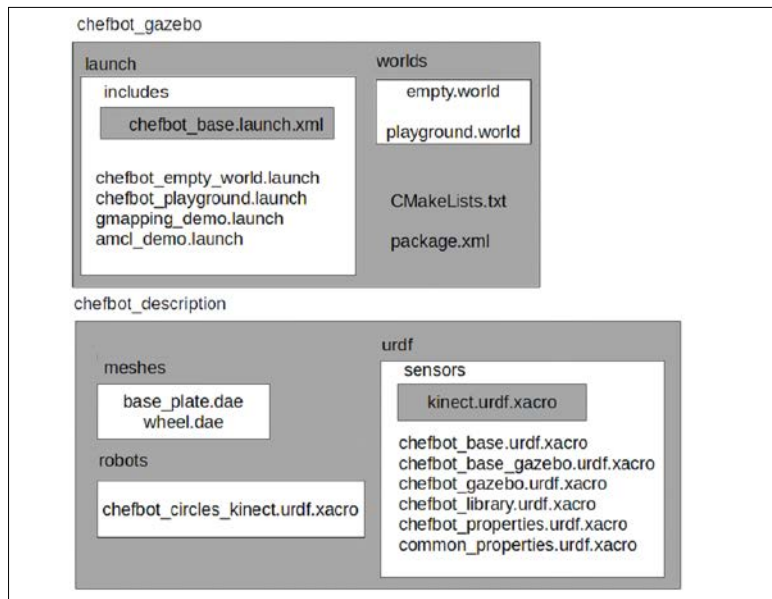 chefbot_gazebo
launch
includes
chefbot_base.launch.xml
chefbot_empty_world.launch
chefbot_playground.launch
gmapping_demo.launch
amcl_demo.launch
worlds
empty.world
playground.world
CMakeLists.txt
package.xml
chefbot_description
meshes
base_plate.dae
wheel.dae
robots
chefbot_circles_kinect.urdf.xacro
urdf
sensors
kinect.urdf.xacro
chefbot_base.urdf.xacro
chefbot_base_gazebo.urdf.xacro
chefbot_gazebo.urdf.xacro
chefbot_library.urdf.xacro
chefbot_properties.urdf.xacro
common_properties.urdf.xacro